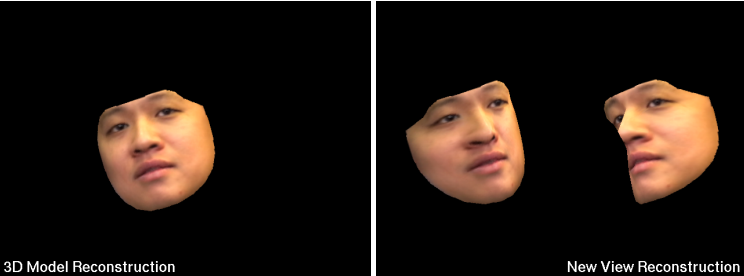 3D Model Reconstruction
New View Reconstruction